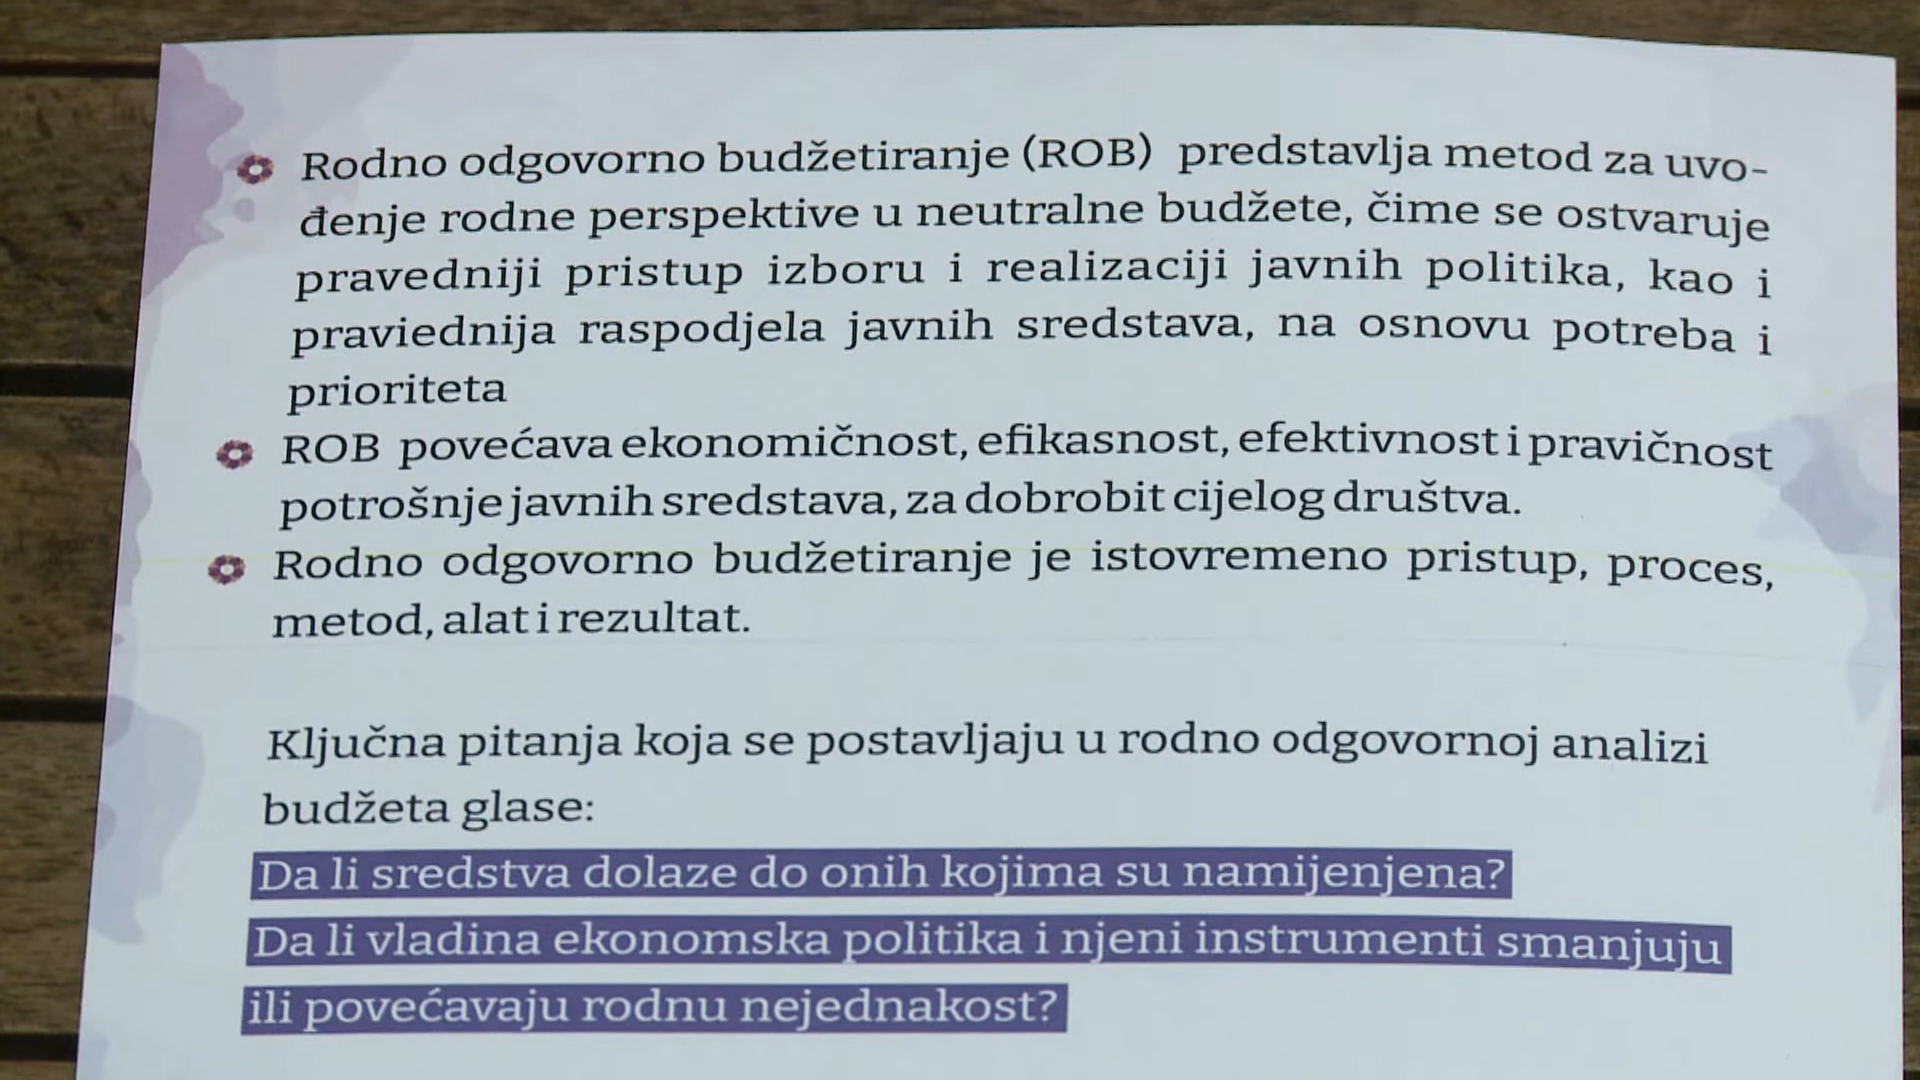 Rodno odgovorno budžetiranje (ROB) predstavlja metod za uvo-
đenje rodne perspektive u neutralne budžete, čime se ostvaruje
pravedniji pristup izboru i realizaciji javnih politika, kao i
praviednija raspodjela javnih sredstava, na osnovu potreba i
prioriteta
ROB povećava ekonomičnost, efikasnost, efektivnost i pravičnost
potrošnje javnih sredstava, za dobrobit cijelog društva.
Rodno odgovorno budžetiranje je istovremeno pristup, proces,
metod, alat i rezultat.
Ključna pitanja koja se postavljaju u rodno odgovornoj analizi
budžeta glase:
Da li sredstva dolaze do onih kojima su namijenjena?
Da li vladina ekonomska politika i njeni instrumenti smanjuju
ili povećavaju rodnu nejednakost?